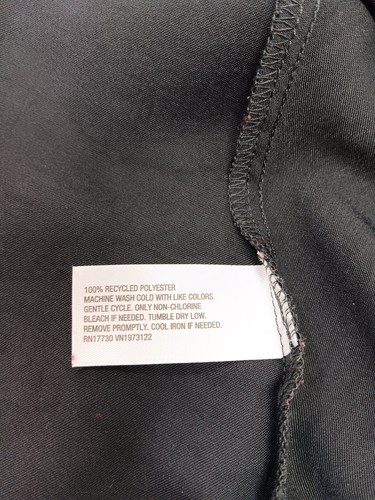 100% RECYCLED POLYESTER
MACHINE WASH COLD WITH LIKE COLORS.
GENTLE CYCLE. ONLY NON-CHLORINE
BLEACH IF NEEDED. TUMBLE DRY LOW.
REMOVE PROMPTLY. COOL IRON IF NEEDED.
RN17730 VN1973122